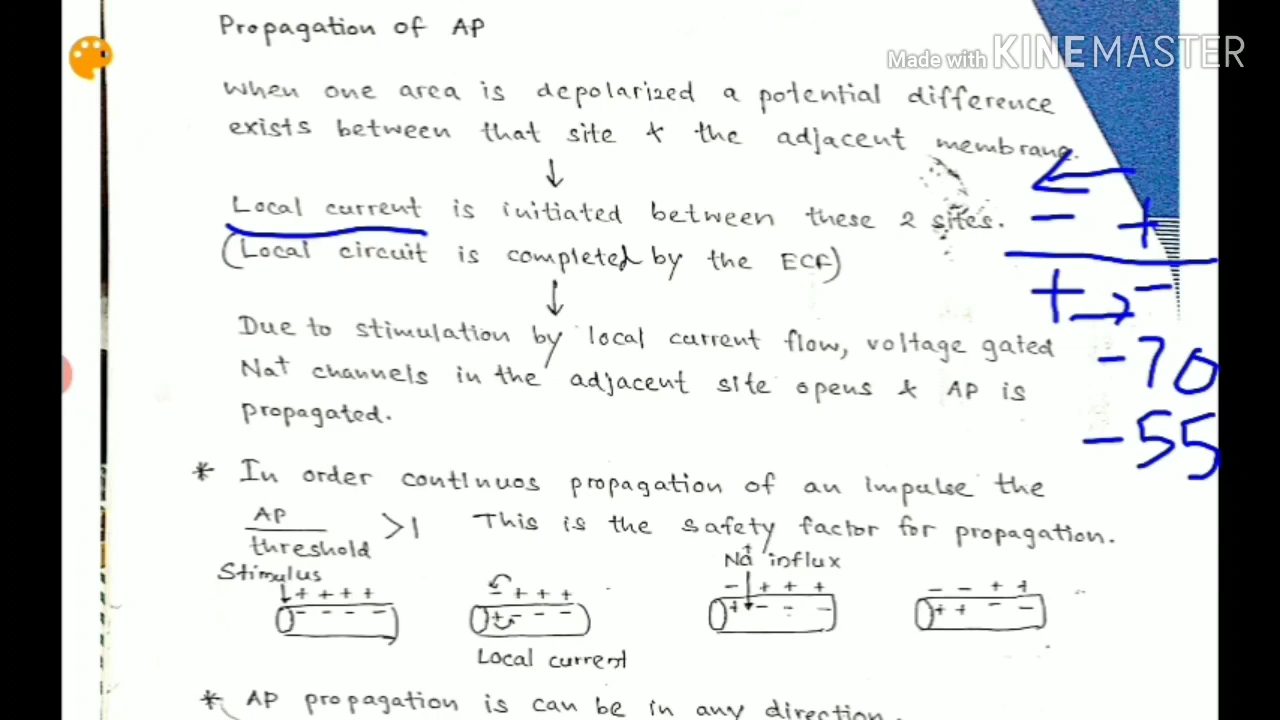 Propagation of AP
Made with KINEMASTER
When one area is depolarized a potential difference
exists between that site & the adjacent membrane.
↓
Local current is initiated between these 2 sites.
(Local circuit is completed by the ECF)
↓
Due to stimulation by local current flow, voltage gated
Na+ channels in the adjacent site opens & AP is
propagated.
← - +
+ → -
-70
-55
* In order continuos propagation of an impulse the
AP
threshold >1 This is the safety factor for propagation.
Stimulus
Na+ influx
+ + + +
- - - -
- + + +
+ - - -
- + + +
+ - - -
- - + +
+ + - -
Local current
* AP propagation is can be in any direction.